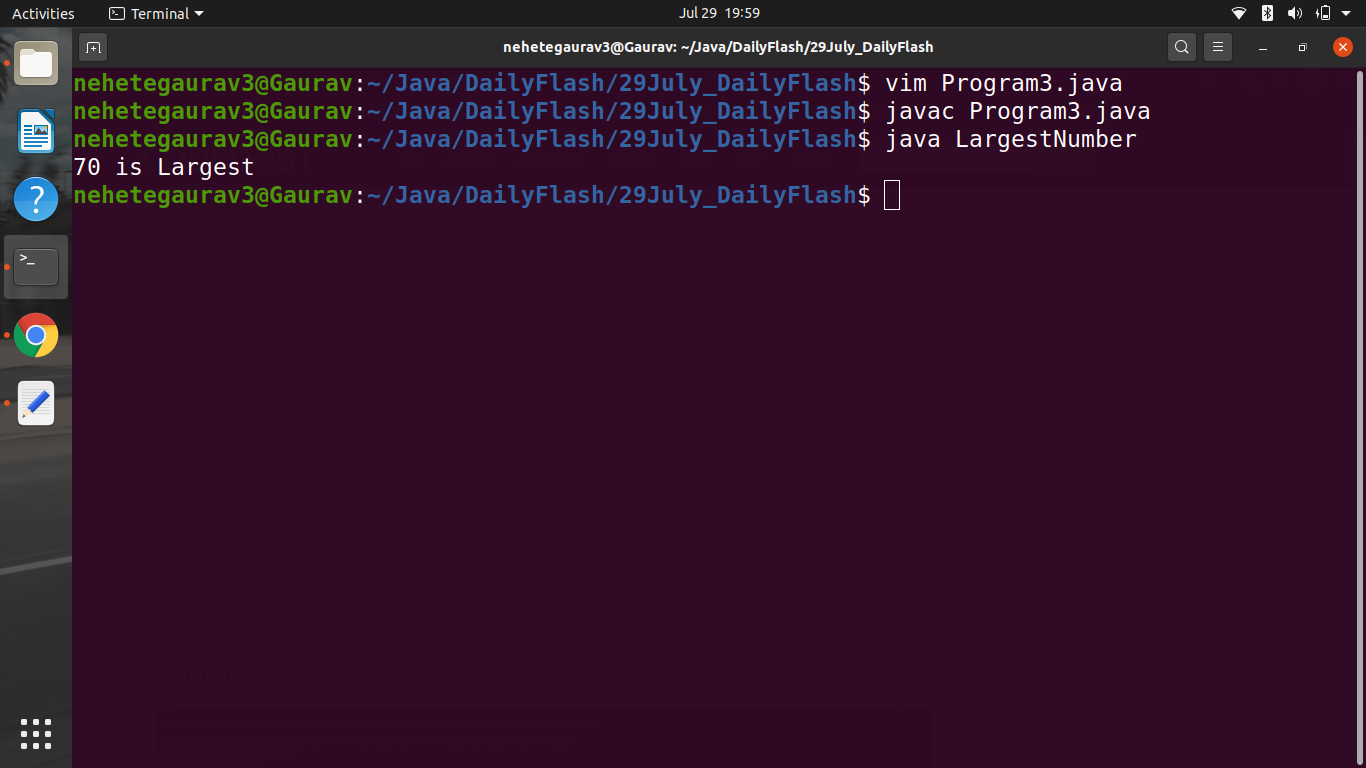 Activities Terminal Jul 29 19:59
nehetegaurav3@Gaurav: ~/Java/DailyFlash/29July_DailyFlash
nehetegaurav3@Gaurav:~/Java/DailyFlash/29July_DailyFlash$ vim Program3.java
nehetegaurav3@Gaurav:~/Java/DailyFlash/29July_DailyFlash$ javac Program3.java
nehetegaurav3@Gaurav:~/Java/DailyFlash/29July_DailyFlash$ java LargestNumber
70 is Largest
nehetegaurav3@Gaurav:~/Java/DailyFlash/29July_DailyFlash$
Output